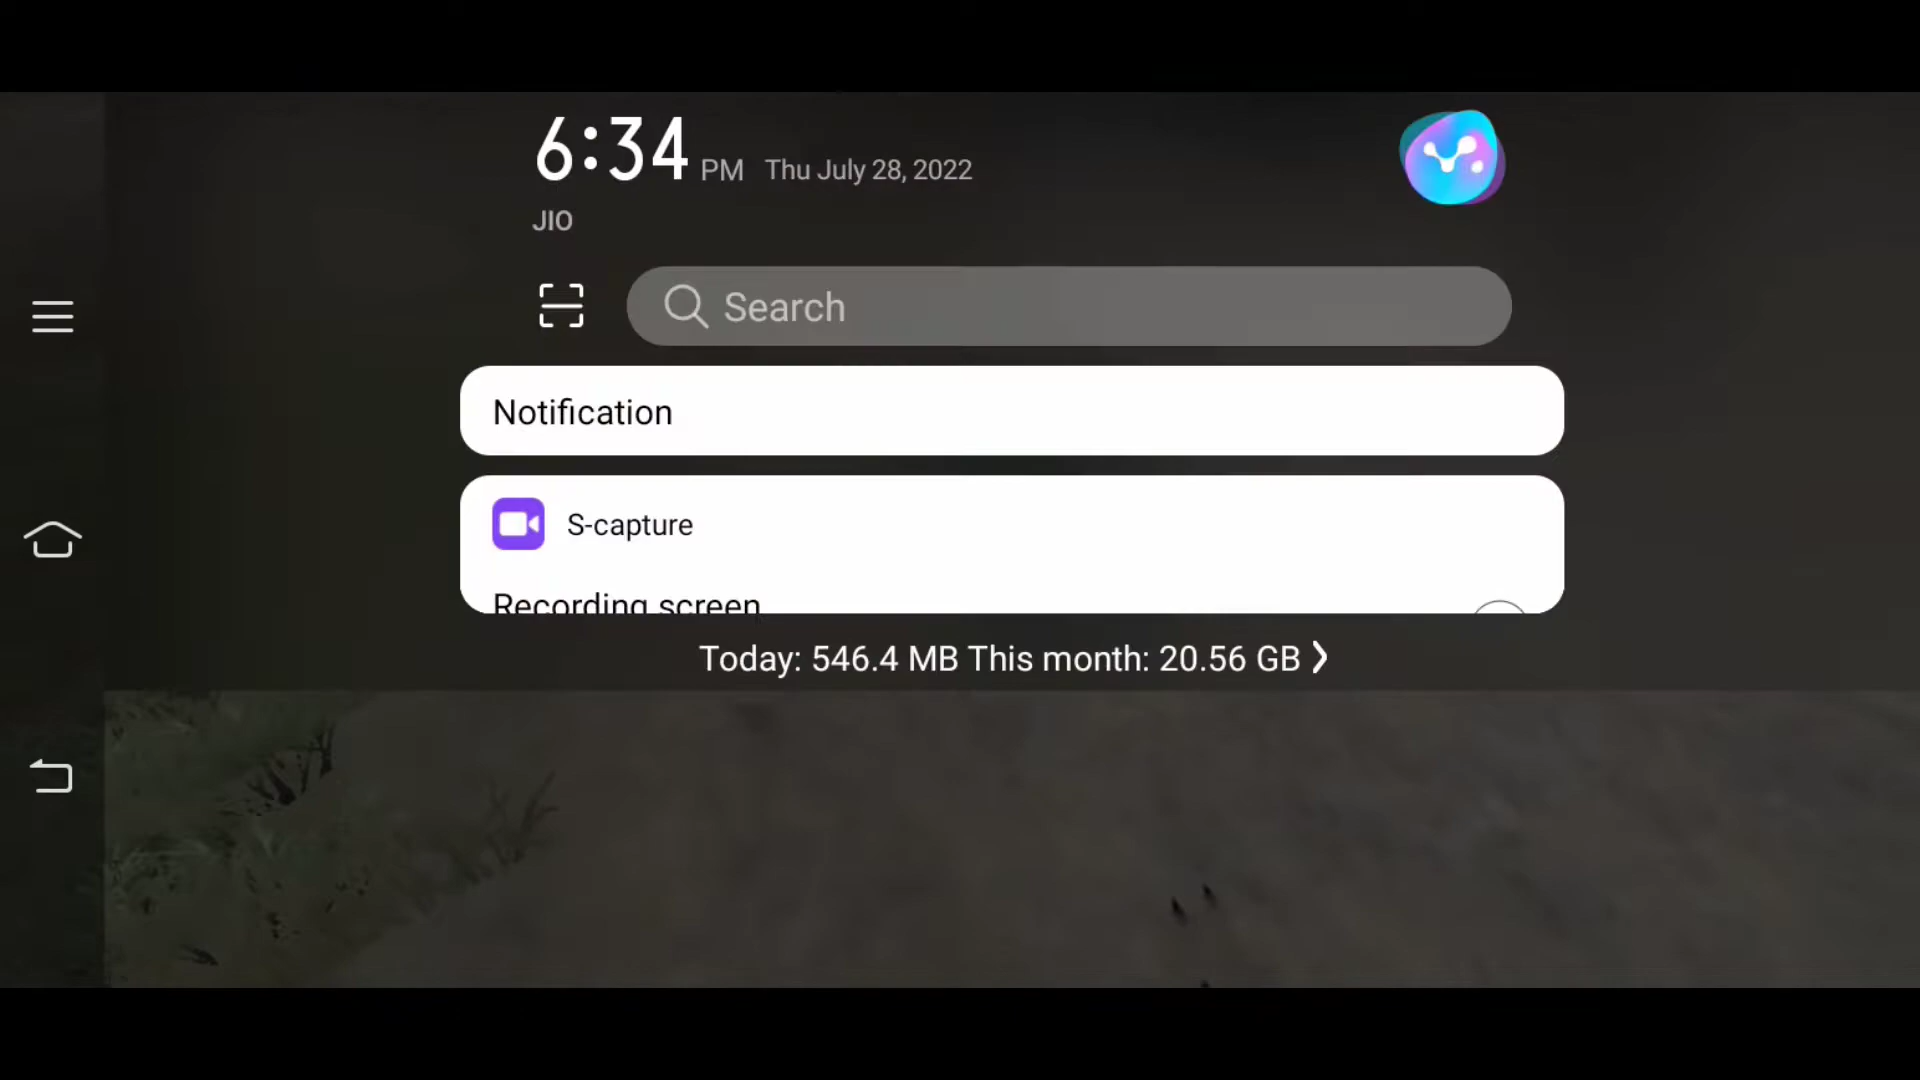 6:34 PM Thu July 28, 2022
JIO
Search
Notification
S-capture
Recording screen
Today: 546.4 MB This month: 20.56 GB